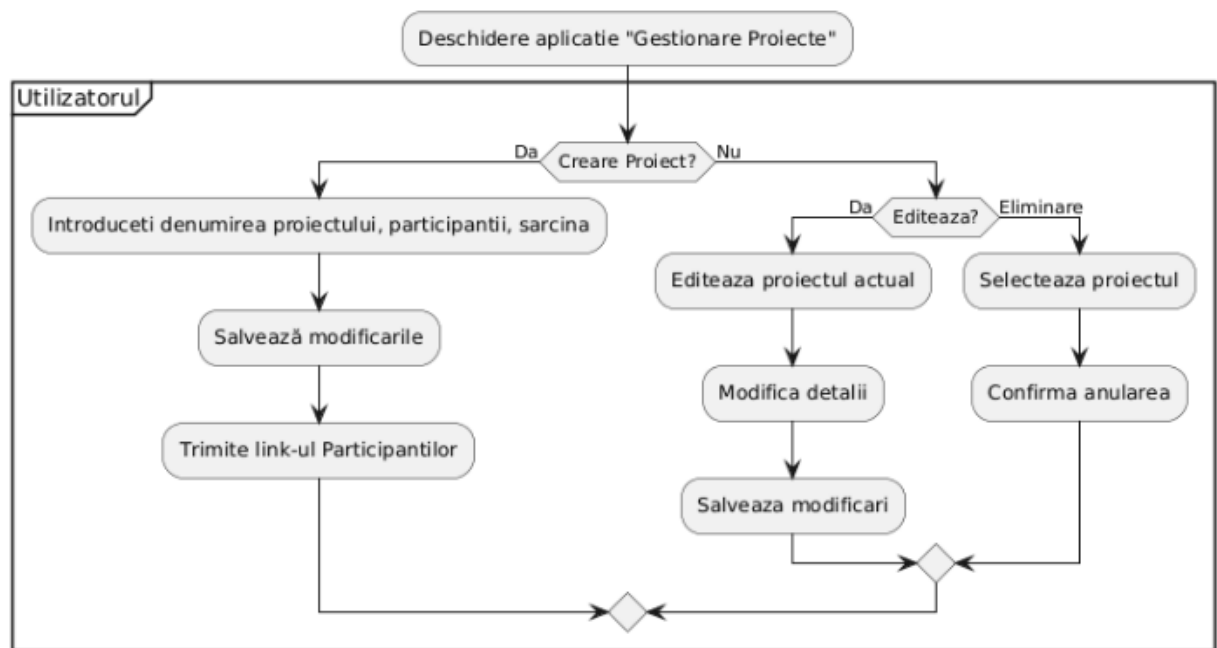 Deschidere aplicatie "Gestionare Proiecte"
Utilizatorul
Da
Creare Proiect?
Nu
Introduceti denumirea proiectului, participantii, sarcina
Salvează modificarile
Trimite link-ul Participantilor
Da
Editeaza?
Eliminare
Editeaza proiectul actual
Modifica detalii
Salveaza modificari
Selecteaza proiectul
Confirma anularea